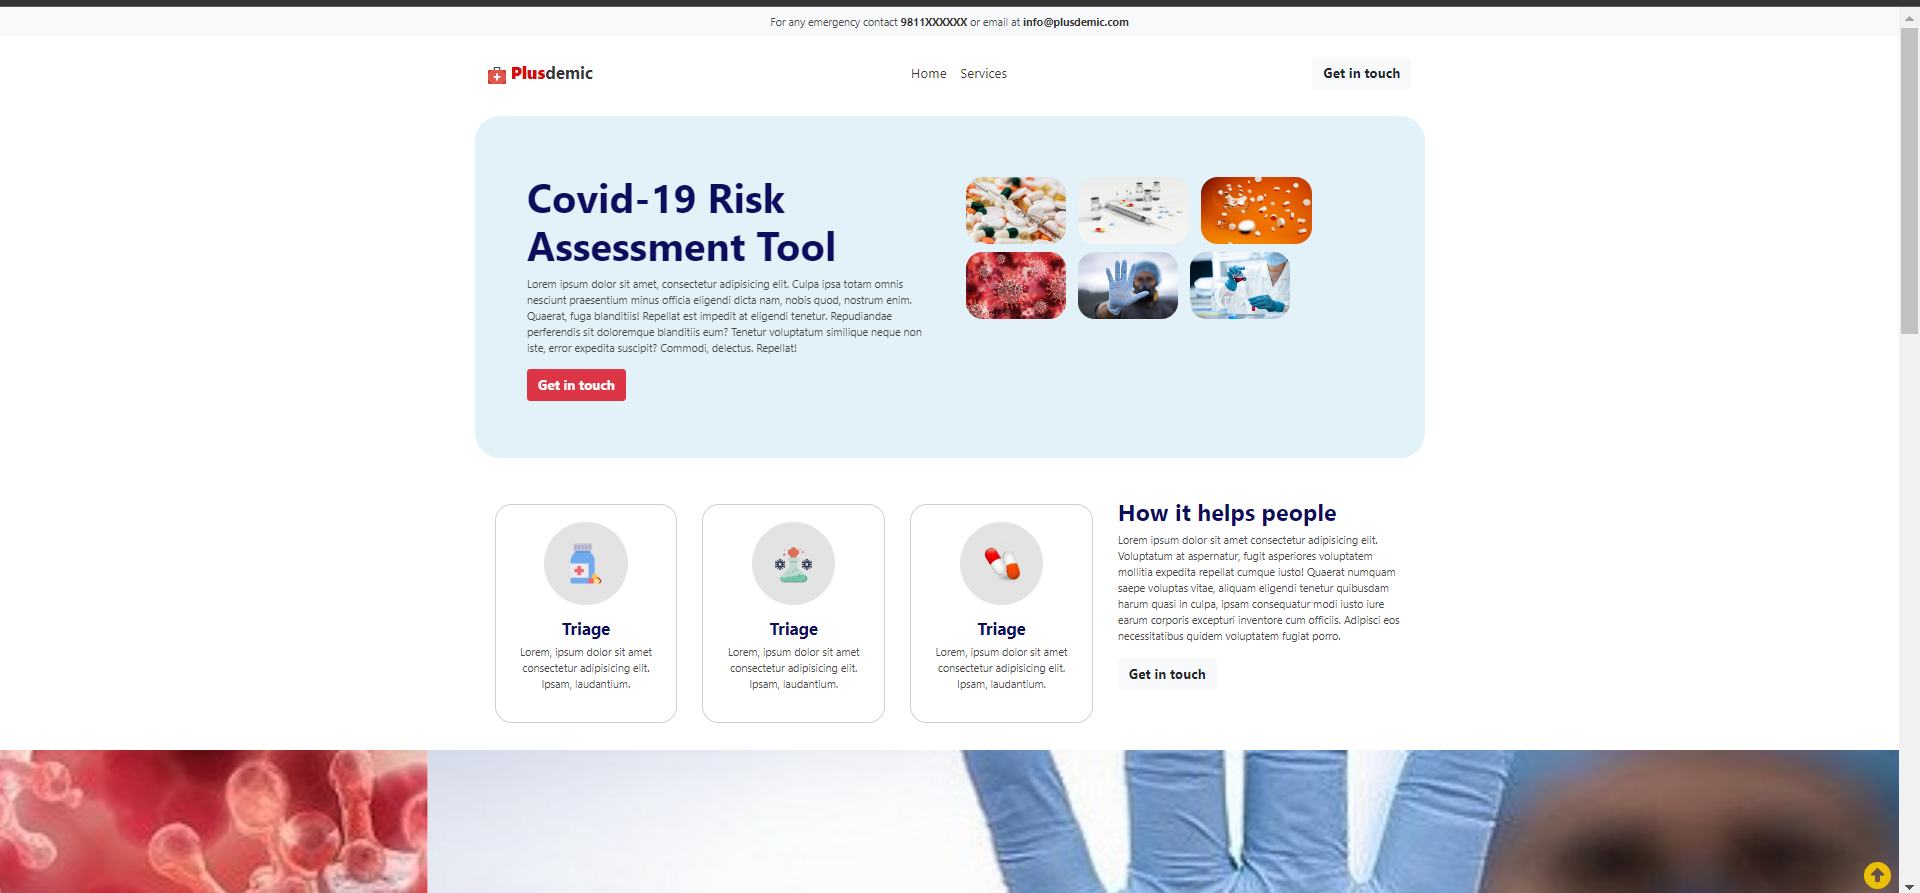 For any emergency contact 9811XXXXXX or email at info@plusdemic.com
Plusdemic
Home Services
Get in touch
Covid-19 Risk
Assessment Tool
Lorem ipsum dolor sit amet, consectetur adipisicing elit. Culpa ipsa totam omnis
nesciunt praesentium minus officia eligendi dicta nam, nobis quod, nostrum enim.
Quaerat, fuga blanditiis! Repellat est impedit at eligendi tenetur. Repudiandae
perferendis sit doloremque blanditiis eum? Tenetur voluptatum similique neque non
iste, error expedita suscipit? Commodi, delectus. Repellat!
Get in touch
Triage
Lorem, ipsum dolor sit amet
consectetur adipisicing elit.
Ipsam, laudantium.
Triage
Lorem, ipsum dolor sit amet
consectetur adipisicing elit.
Ipsam, laudantium.
Triage
Lorem, ipsum dolor sit amet
consectetur adipisicing elit.
Ipsam, laudantium.
How it helps people
Lorem ipsum dolor sit amet consectetur adipisicing elit.
Voluptatum at aspernatur, fugit asperiores voluptatem
mollitia expedita repellat cumque iusto! Quaerat numquam
saepe voluptas vitae, aliquam eligendi tenetur quibusdam
harum quasi in culpa, ipsam consequatur modi iusto iure
earum corporis excepturi inventore cum officiis. Adipisci eos
necessitatibus quidem voluptatem fugiat porro.
Get in touch